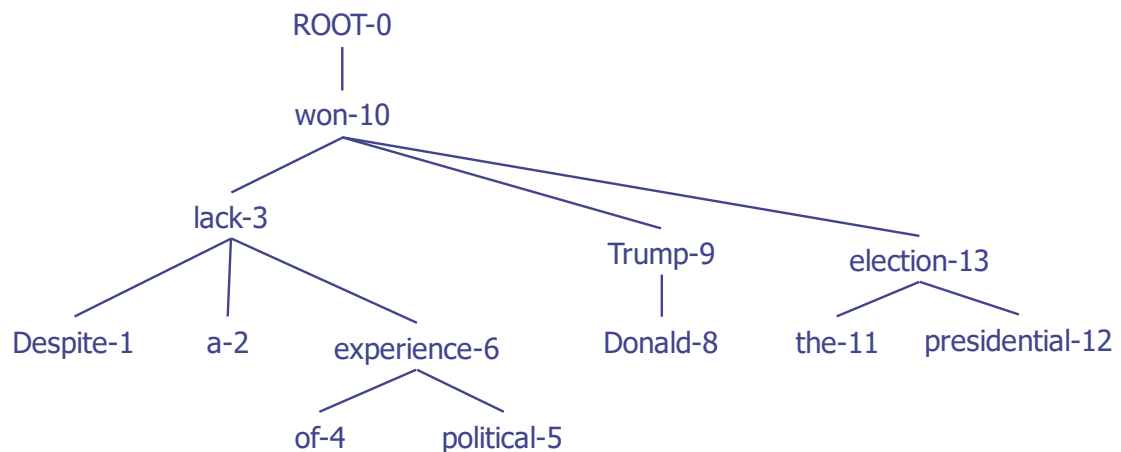 ROOT-0
won-10
lack-3
Trump-9
election-13
Despite-1
a-2
experience-6
Donald-8
the-11
presidential-12
of-4
political-5